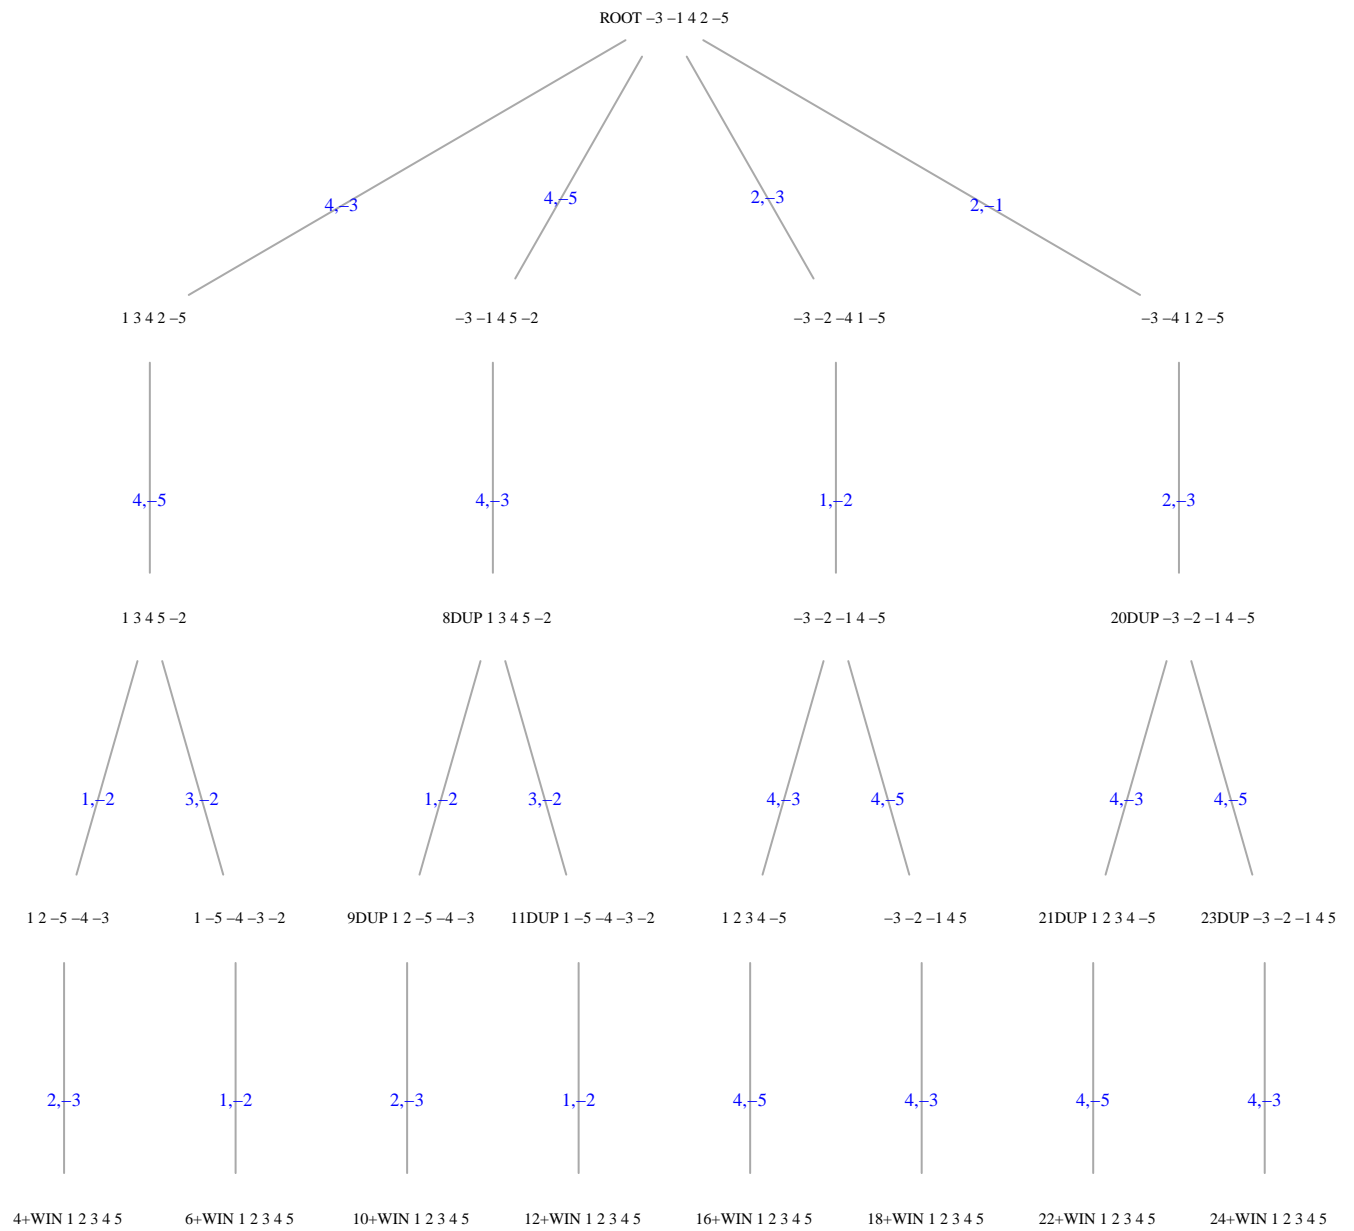 ROOT −3 −1 4 2 −5
4,−3
4,−5
2,−3
2,−1
1 3 4 2 −5
−3 −1 4 5 −2
−3 −2 −4 1 −5
−3 −4 1 2 −5
4,−5
4,−3
1,−2
2,−3
1 3 4 5 −2
8DUP 1 3 4 5 −2
−3 −2 −1 4 −5
20DUP −3 −2 −1 4 −5
1,−2
3,−2
1,−2
3,−2
4,−3
4,−5
4,−3
4,−5
1 2 −5 −4 −3
1 −5 −4 −3 −2
9DUP 1 2 −5 −4 −3
11DUP 1 −5 −4 −3 −2
1 2 3 4 −5
−3 −2 −1 4 5
21DUP 1 2 3 4 −5
23DUP −3 −2 −1 4 5
2,−3
1,−2
2,−3
1,−2
4,−5
4,−3
4,−5
4,−3
4+WIN 1 2 3 4 5
6+WIN 1 2 3 4 5
10+WIN 1 2 3 4 5
12+WIN 1 2 3 4 5
16+WIN 1 2 3 4 5
18+WIN 1 2 3 4 5
22+WIN 1 2 3 4 5
24+WIN 1 2 3 4 5